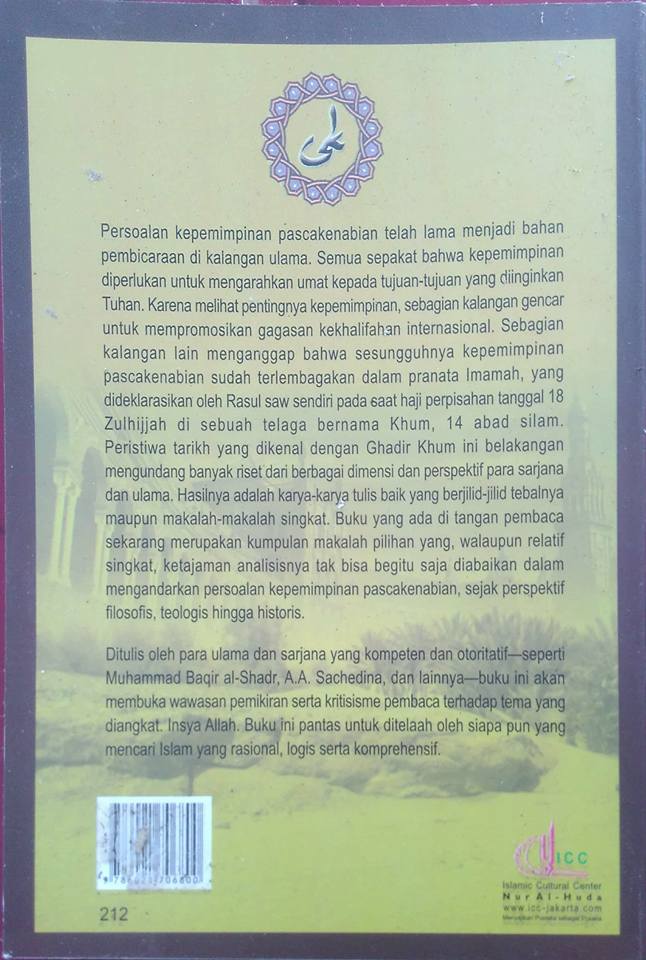 علي
Persoalan kepemimpinan pascakenabian telah lama menjadi bahan
pembicaraan di kalangan ulama. Semua sepakat bahwa kepemimpinan
diperlukan untuk mengarahkan umat kepada tujuan-tujuan yang diinginkan
Tuhan. Karena melihat pentingnya kepemimpinan, sebagian kalangan gencar
untuk mempromosikan gagasan kekhalifahan internasional. Sebagian
kalangan lain menganggap bahwa sesungguhnya kepemimpinan
pascakenabian sudah terlembagakan dalam pranata Imamah, yang
dideklarasikan oleh Rasul saw sendiri pada saat haji perpisahan tanggal 18
Zulhijjah di sebuah telaga bernama Khum, 14 abad silam.
Peristiwa tarikh yang dikenal dengan Ghadir Khum ini belakangan
mengundang banyak riset dari berbagai dimensi dan perspektif para sarjana
dan ulama. Hasilnya adalah karya-karya tulis baik yang berjilid-jilid tebalnya
maupun makalah-makalah singkat. Buku yang ada di tangan pembaca
sekarang merupakan kumpulan makalah pilihan yang, walaupun relatif
singkat, ketajaman analisisnya tak bisa begitu saja diabaikan dalam
mengandarkan persoalan kepemimpinan pascakenabian, sejak perspektif
filosofis, teologis hingga historis.
Ditulis oleh para ulama dan sarjana yang kompeten dan otoritatif—seperti
Muhammad Baqir al-Shadr, A.A. Sachedina, dan lainnya—buku ini akan
membuka wawasan pemikiran serta kritisisme pembaca terhadap tema yang
diangkat. Insya Allah. Buku ini pantas untuk ditelaah oleh siapa pun yang
mencari Islam yang rasional, logis serta komprehensif.
212
ICC
Islamic Cultural Center
Nur Al-Huda
www.icc-jakarta.com